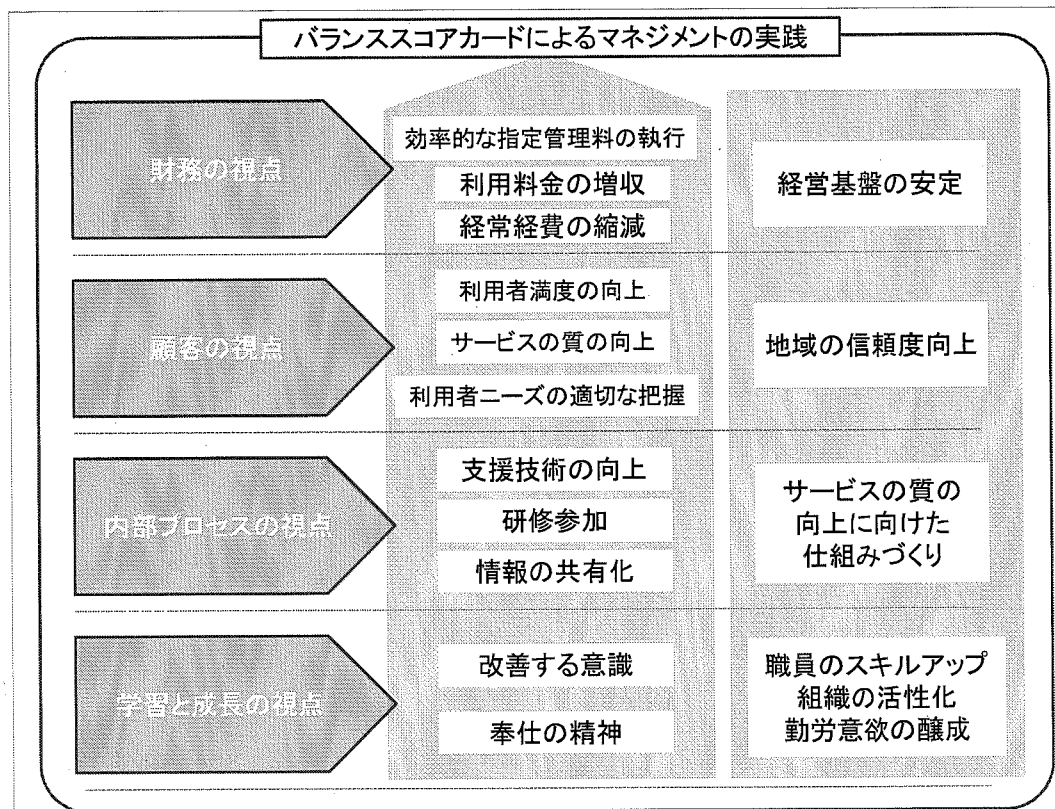 バランススコアカードによるマネジメントの実践
財務の視点
効率的な指定管理料の執行
利用料金の増収
経常経費の縮減
経営基盤の安定
顧客の視点
利用者満度の向上
サービスの質の向上
利用者ニーズの適切な把握
地域の信頼度向上
内部プロセスの視点
支援技術の向上
研修参加
情報の共有化
サービスの質の
向上に向けた
仕組みづくり
学習と成長の視点
改善する意識
奉仕の精神
職員のスキルアップ
組織の活性化
勤労意欲の醸成